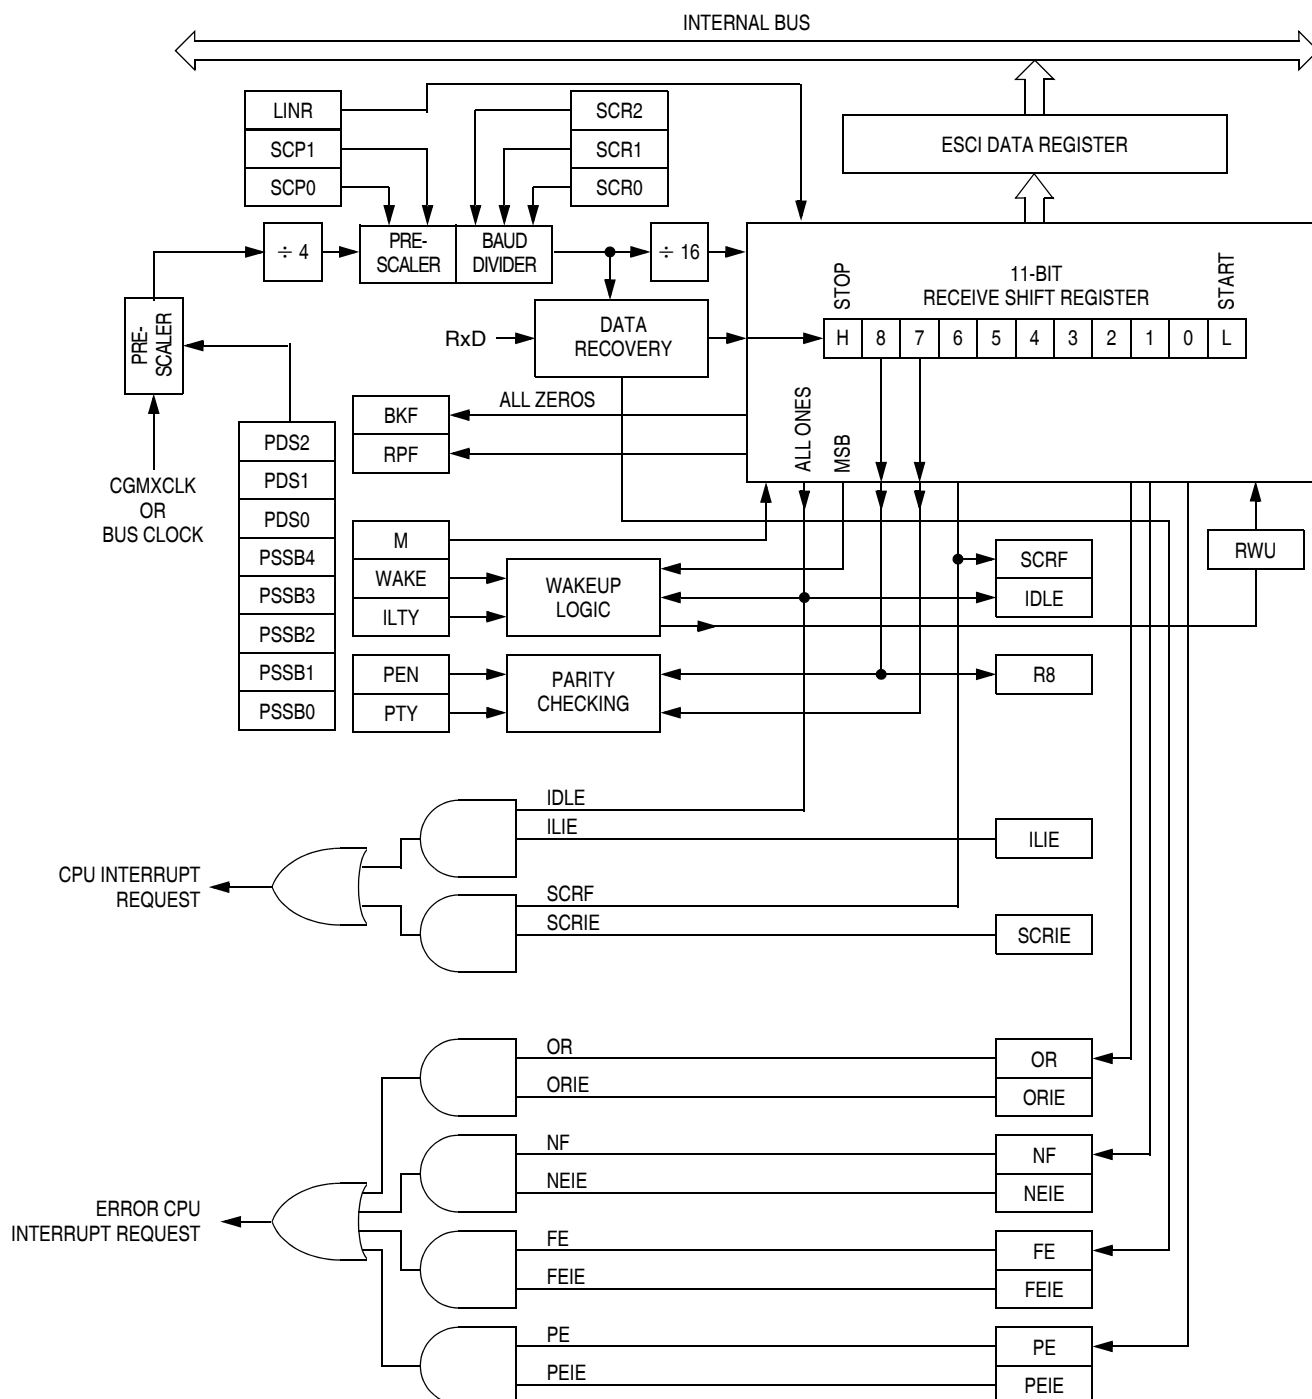 INTERNAL BUS
LINR
SCP1
SCP0
SCR2
SCR1
SCR0
ESCI DATA REGISTER
÷ 4
PRE-
SCALER
BAUD
DIVIDER
÷ 16
PRE-
SCALER
CGMXCLK
OR
BUS CLOCK
RxD
DATA
RECOVERY
STOP
11-BIT
RECEIVE SHIFT REGISTER
START
H 8 7 6 5 4 3 2 1 0 L
ALL ONES
MSB
ALL ZEROS
BKF
RPF
PDS2
PDS1
PDS0
PSSB4
PSSB3
PSSB2
PSSB1
PSSB0
M
WAKE
ILTY
WAKEUP
LOGIC
PEN
PTY
PARITY
CHECKING
SCRF
IDLE
R8
RWU
IDLE
ILIE
ILIE
CPU INTERRUPT
REQUEST
SCRF
SCRIE
SCRIE
OR
ORIE
OR
ORIE
NF
NEIE
NF
NEIE
ERROR CPU
INTERRUPT REQUEST
FE
FEIE
FE
FEIE
PE
PEIE
PE
PEIE